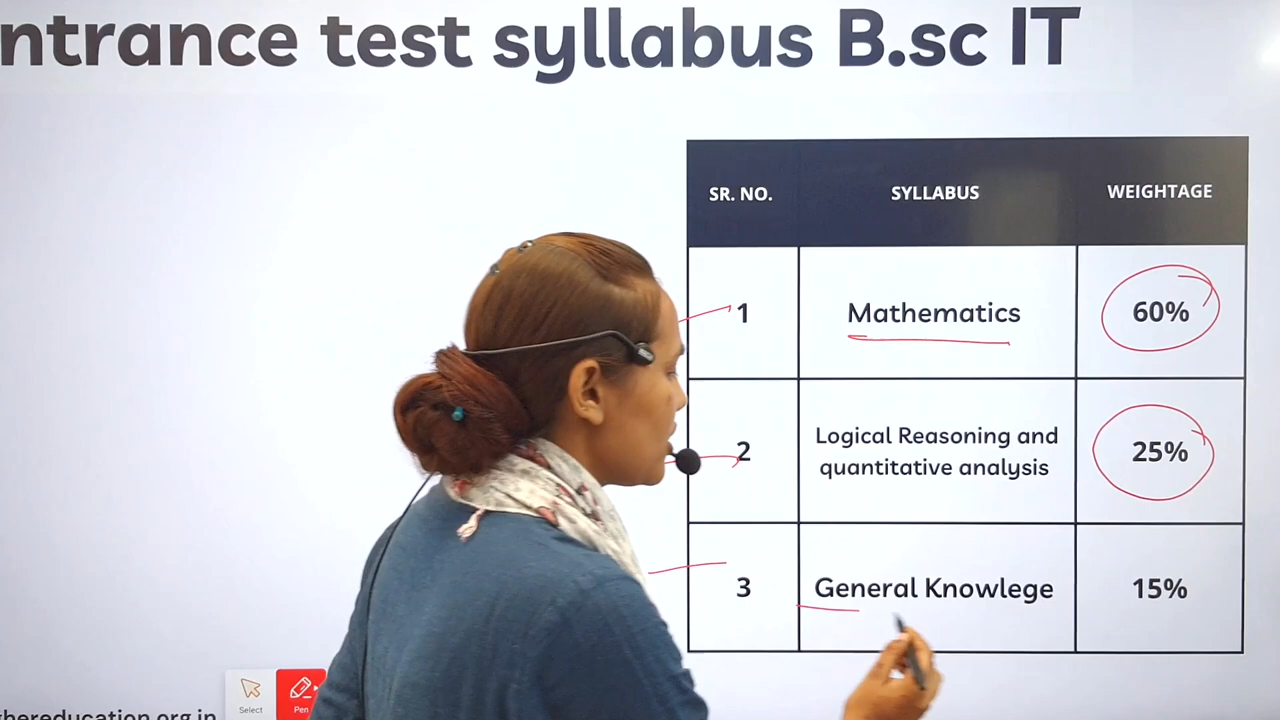 ntrance test syllabus B.sc IT
SR. NO. SYLLABUS WEIGHTAGE
1 Mathematics 60%
2 Logical Reasoning and quantitative analysis 25%
3 General Knowlege 15%
Select Pen
hereducation.org.in